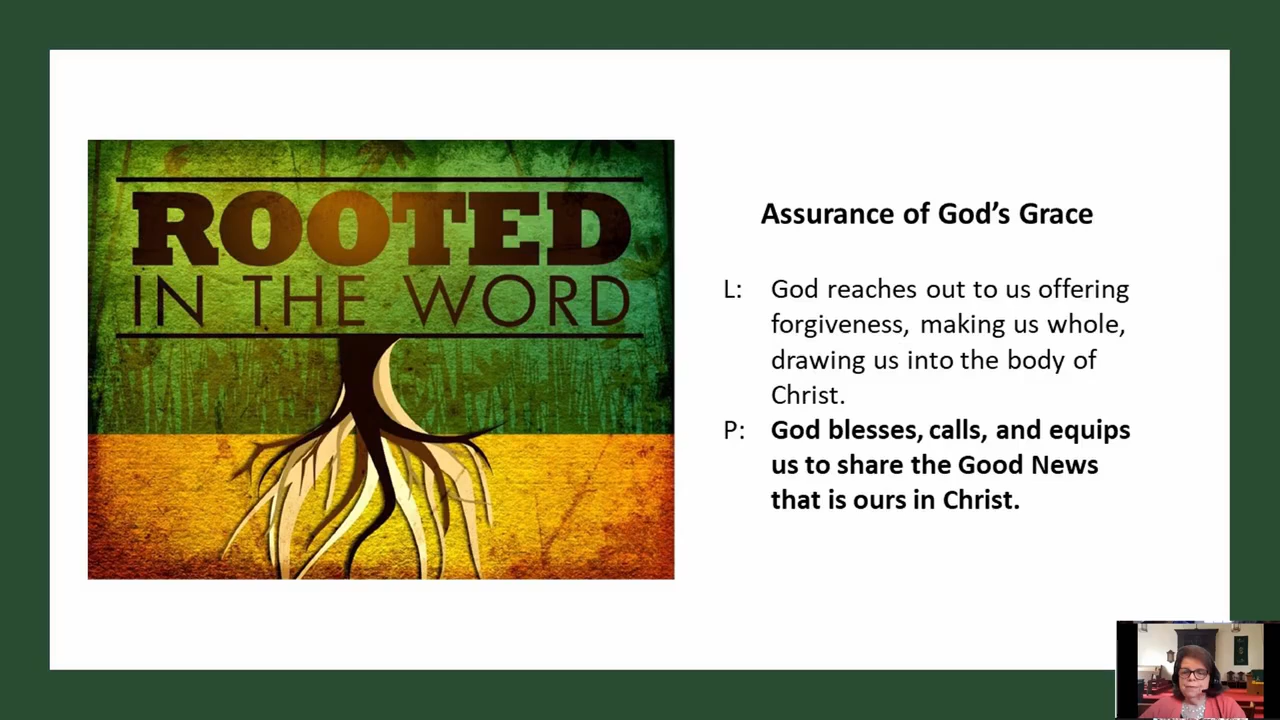 ROOTED
IN THE WORD
Assurance of God’s Grace
L: God reaches out to us offering
forgiveness, making us whole,
drawing us into the body of
Christ.
P: God blesses, calls, and equips
us to share the Good News
that is ours in Christ.